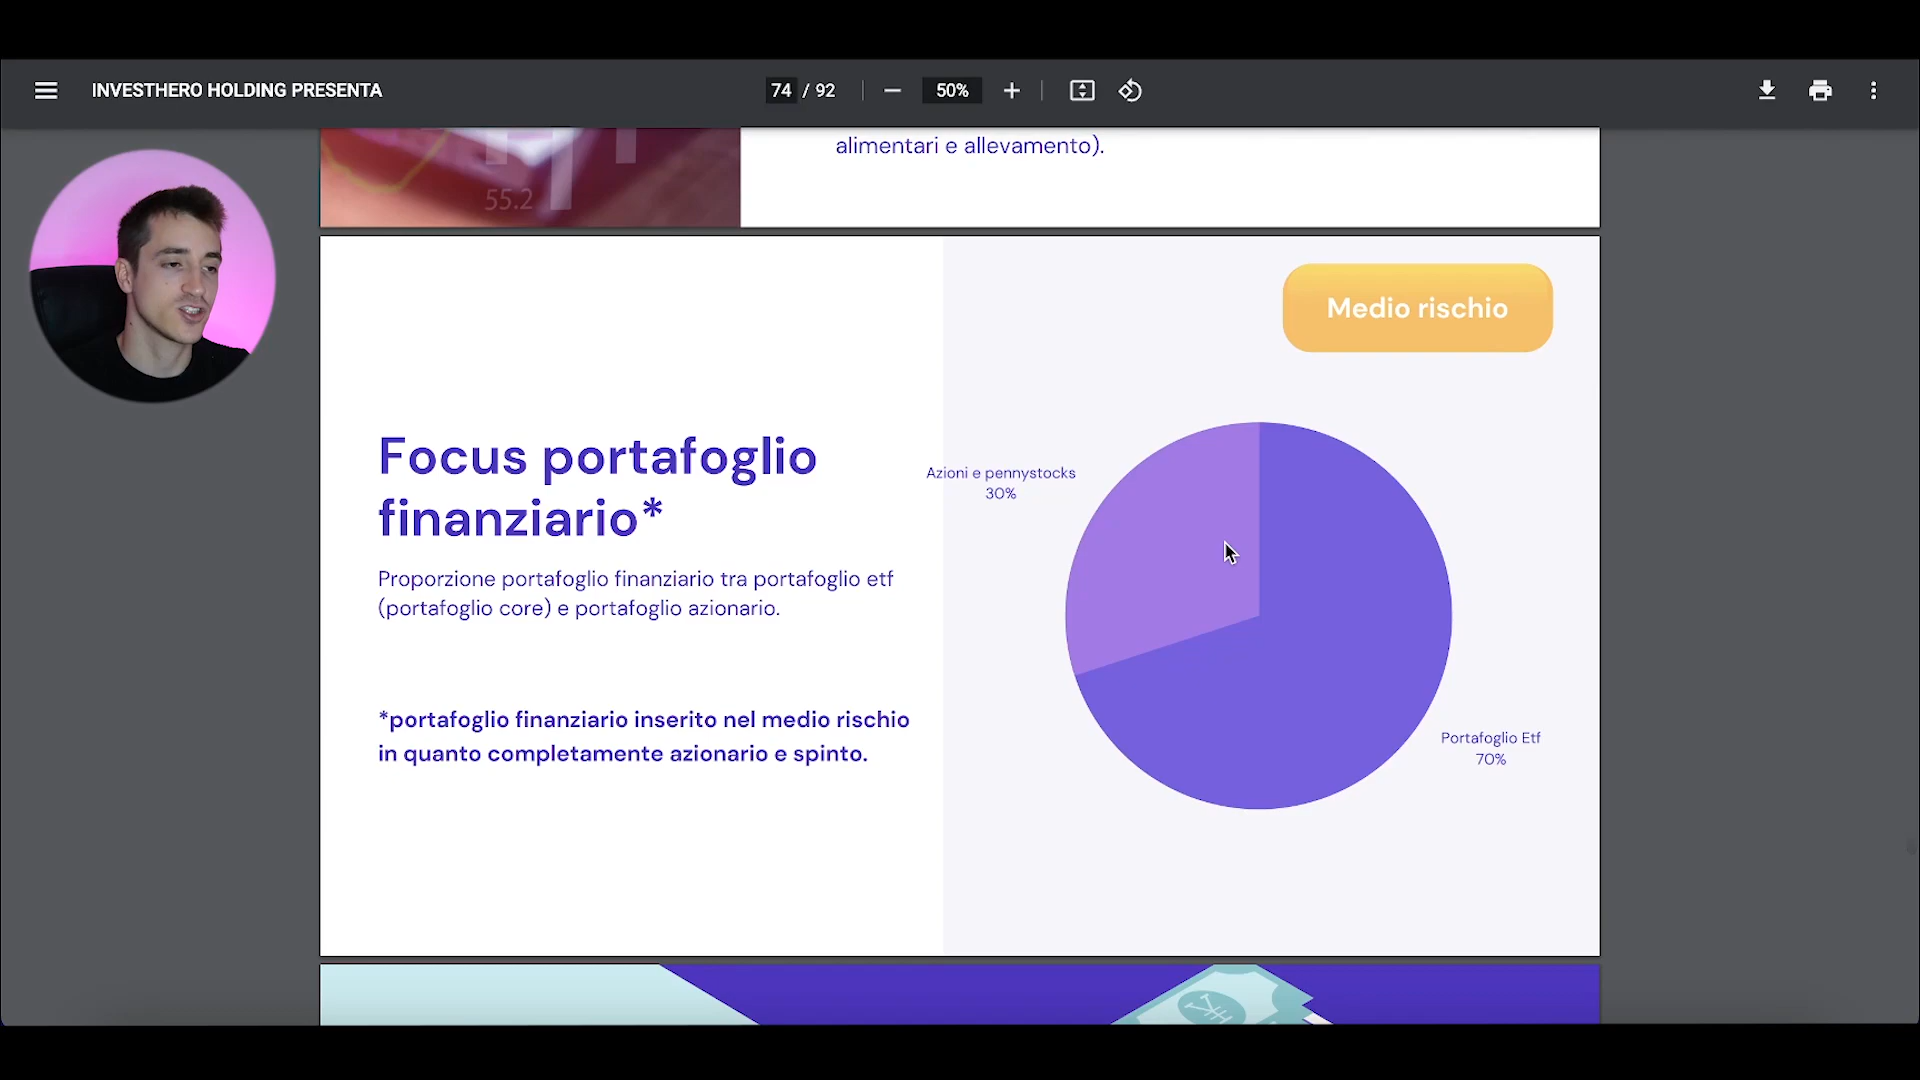 INVESTHERO HOLDING PRESENTA
74 / 92
50%
alimentari e allevamento).
55.2
Medio rischio
Focus portafoglio
finanziario*
Proporzione portafoglio finanziario tra portafoglio etf
(portafoglio core) e portafoglio azionario.
*portafoglio finanziario inserito nel medio rischio
in quanto completamente azionario e spinto.
Azioni e pennystocks
30%
Portafoglio Etf
70%